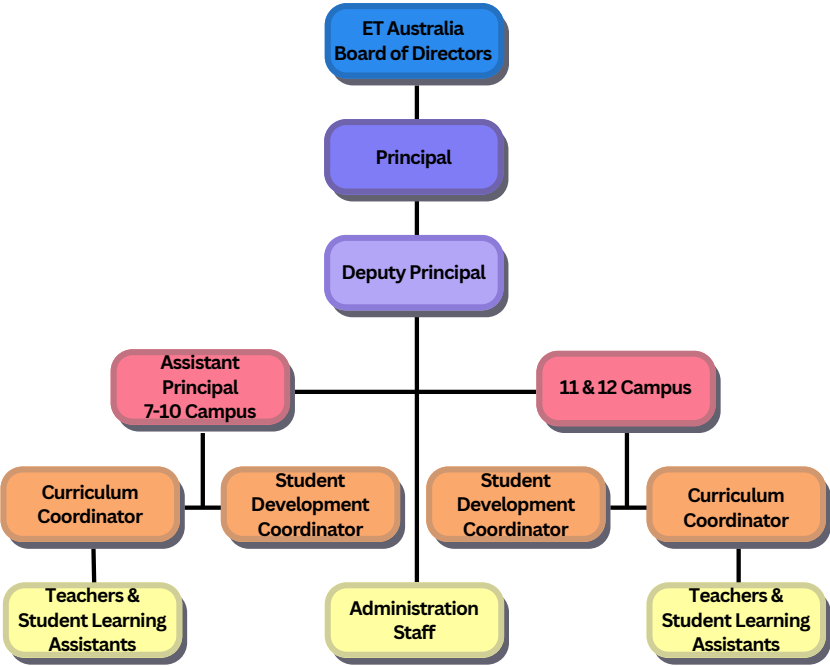 ET Australia
Board of Directors
Principal
Deputy Principal
Assistant
Principal
7-10 Campus
11 & 12 Campus
Curriculum
Coordinator
Student
Development
Coordinator
Student
Development
Coordinator
Curriculum
Coordinator
Teachers &
Student Learning
Assistants
Administration
Staff
Teachers &
Student Learning
Assistants